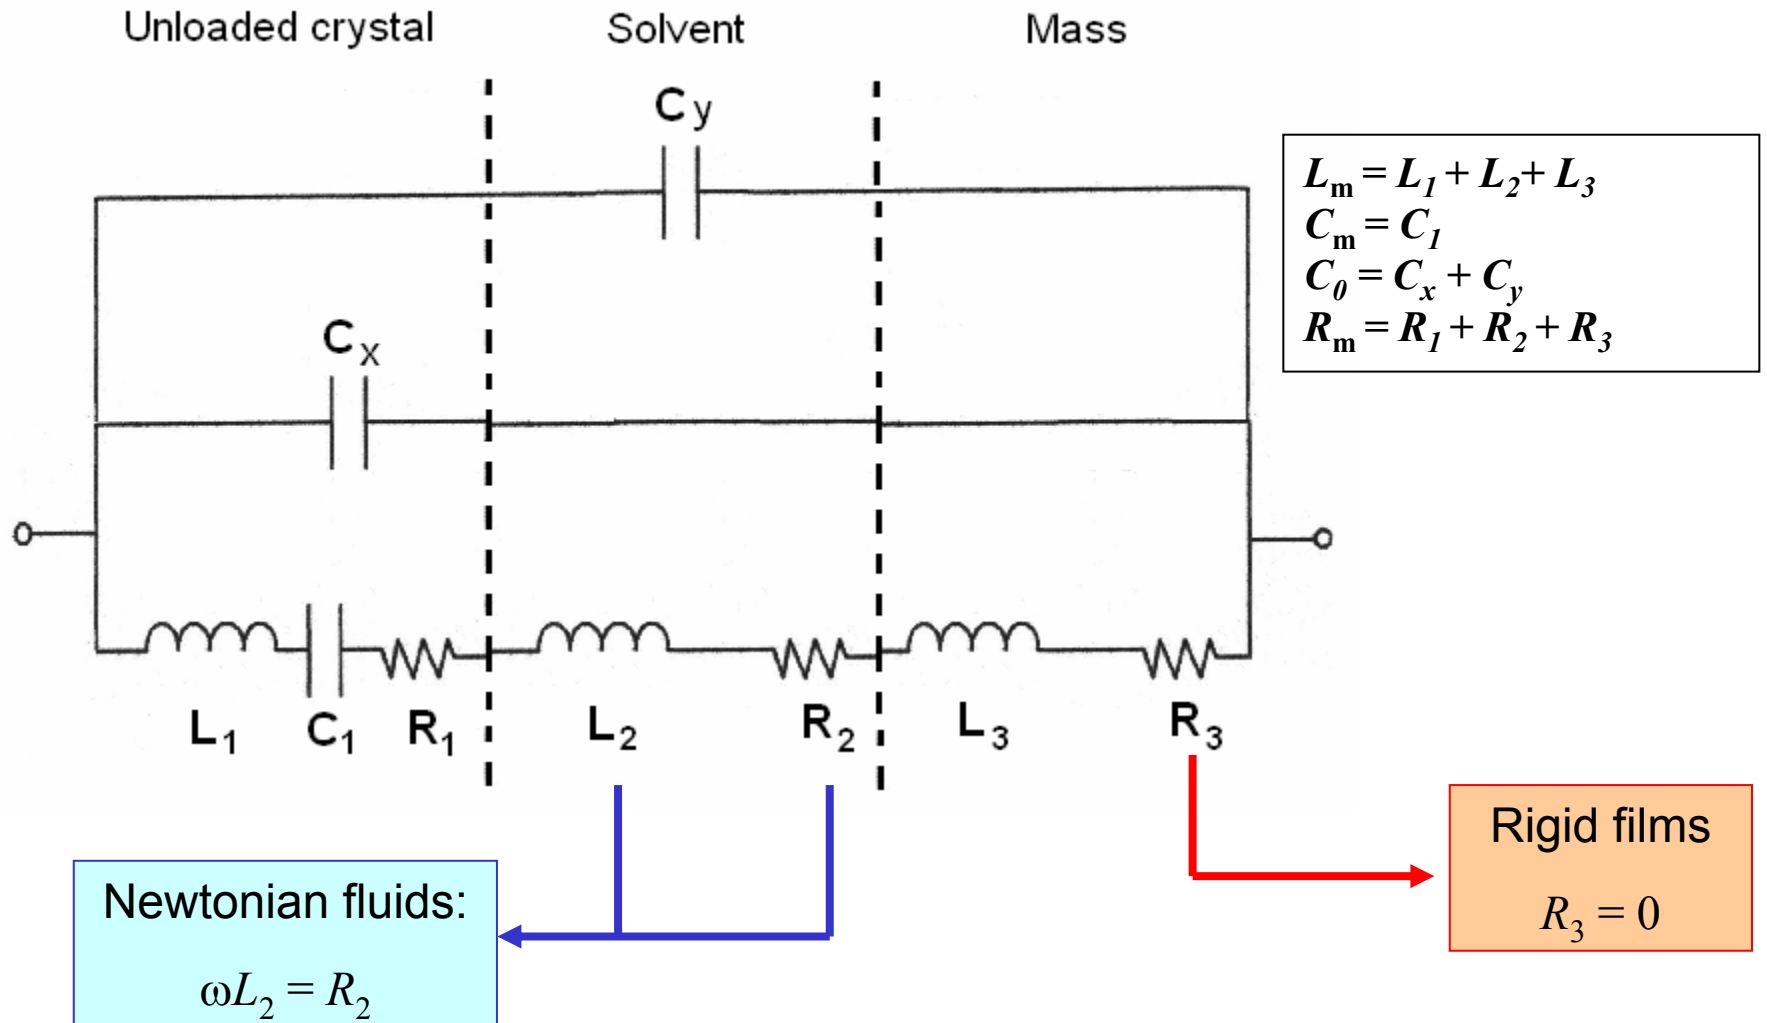 Unloaded crystal Solvent Mass
Cy
Cx
Lm = L1 + L2+ L3
Cm = C1
C0 = Cx + Cy
Rm = R1 + R2 + R3
L1 C1 R1 L2 R2 L3 R3
Newtonian fluids:
ωL2 = R2
Rigid films
R3 = 0